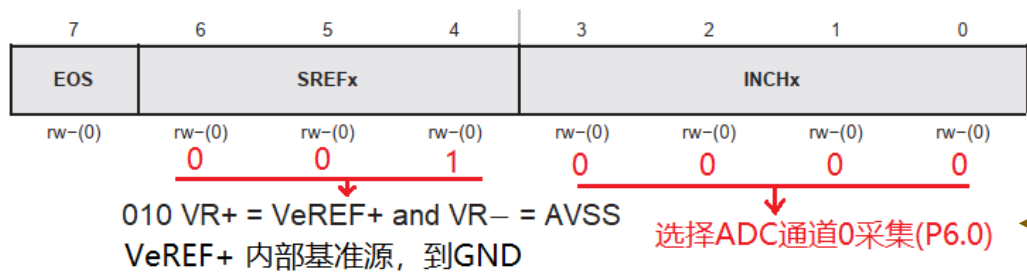 7 6 5 4 3 2 1 0
EOS SREFx INCHx
rw−(0) rw−(0) rw−(0) rw−(0) rw−(0) rw−(0) rw−(0) rw−(0)
0 0 1 0 0 0 0
010 VR+ = VeREF+ and VR− = AVSS
VeREF+ 内部基准源，到GND
选择ADC通道0采集(P6.0)